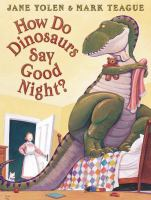 JANE YOLEN & MARK TEAGUE
How Do
Dinosaurs
Say
Good
Night?